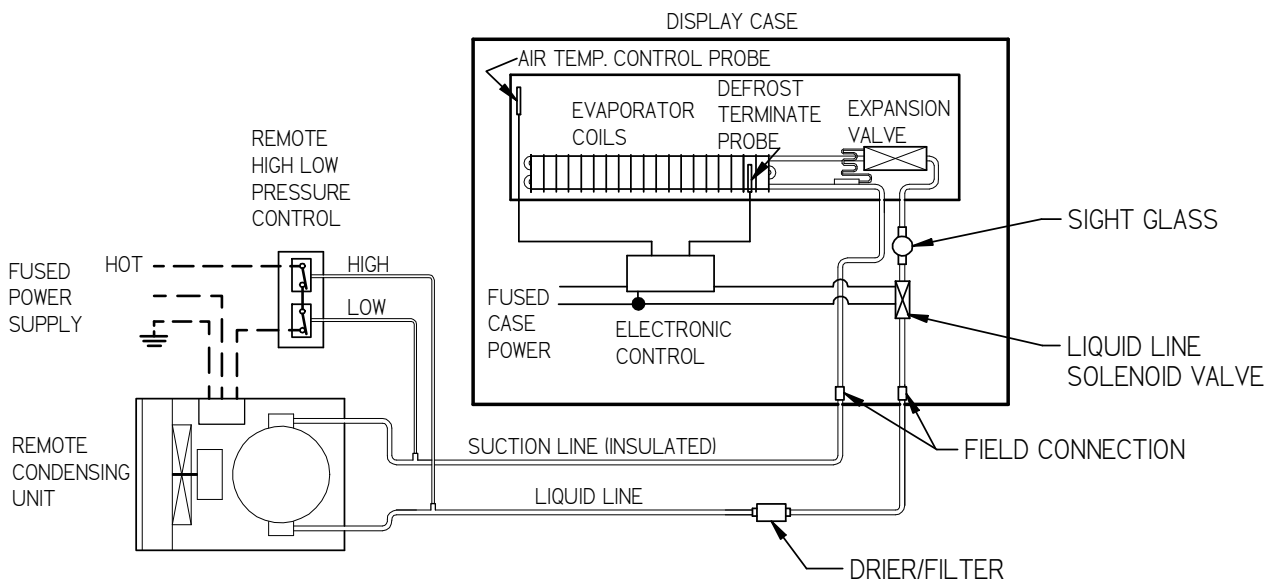 DISPLAY CASE
AIR TEMP. CONTROL PROBE
EVAPORATOR
COILS
DEFROST
TERMINATE
PROBE
EXPANSION
VALVE
REMOTE
HIGH LOW
PRESSURE
CONTROL
SIGHT GLASS
FUSED
POWER
SUPPLY
HOT
HIGH
LOW
FUSED
CASE
POWER
ELECTRONIC
CONTROL
LIQUID LINE
SOLENOID VALVE
REMOTE
CONDENSING
UNIT
SUCTION LINE (INSULATED)
FIELD CONNECTION
LIQUID LINE
DRIER/FILTER